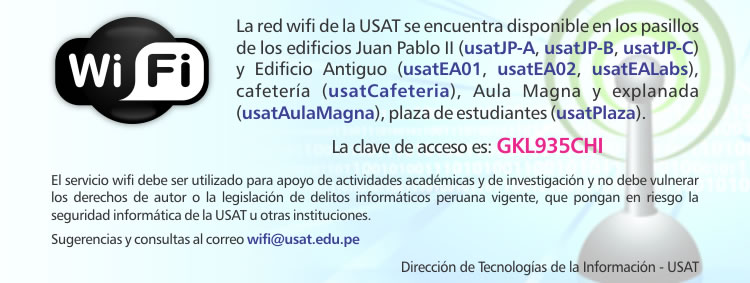 WiFi
La red wifi de la USAT se encuentra disponible en los pasillos
de los edificios Juan Pablo II (usatJP-A, usatJP-B, usatJP-C)
y Edificio Antiguo (usatEA01, usatEA02, usatEALabs),
cafetería (usatCafeteria), Aula Magna y explanada
(usatAulaMagna), plaza de estudiantes (usatPlaza).
La clave de acceso es: GKL935CHI
El servicio wifi debe ser utilizado para apoyo de actividades académicas y de investigación y no debe vulnerar
los derechos de autor o la legislación de delitos informáticos peruana vigente, que pongan en riesgo la
seguridad informática de la USAT u otras instituciones.
Sugerencias y consultas al correo wifi@usat.edu.pe
Dirección de Tecnologías de la Información - USAT